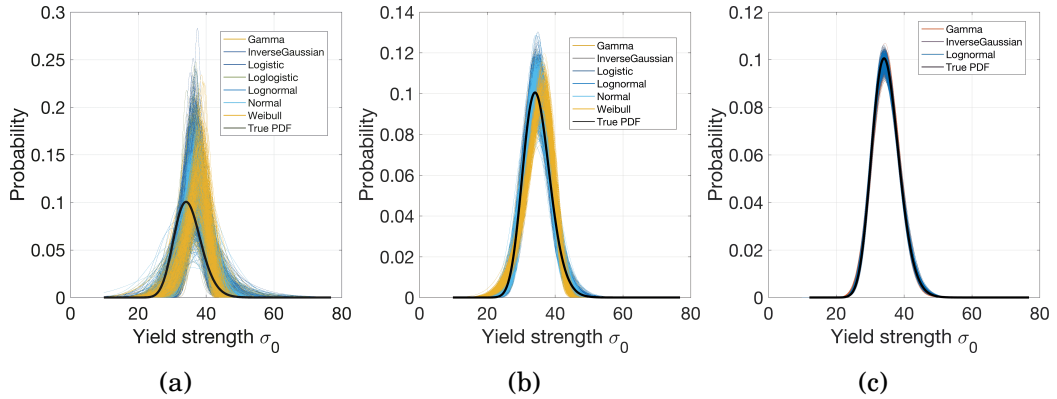 0.3
0.25
0.2
0.15
0.1
0.05
0
Probability
0 20 40 60 80
Yield strength σ0
Gamma
InverseGaussian
Logistic
Loglogistic
Lognormal
Normal
Weibull
True PDF
(a)
0.14
0.12
0.1
0.08
0.06
0.04
0.02
0
Probability
0 20 40 60 80
Yield strength σ0
Gamma
InverseGaussian
Logistic
Lognormal
Normal
Weibull
True PDF
(b)
0.12
0.1
0.08
0.06
0.04
0.02
0
Probability
0 20 40 60 80
Yield strength σ0
Gamma
InverseGaussian
Lognormal
True PDF
(c)